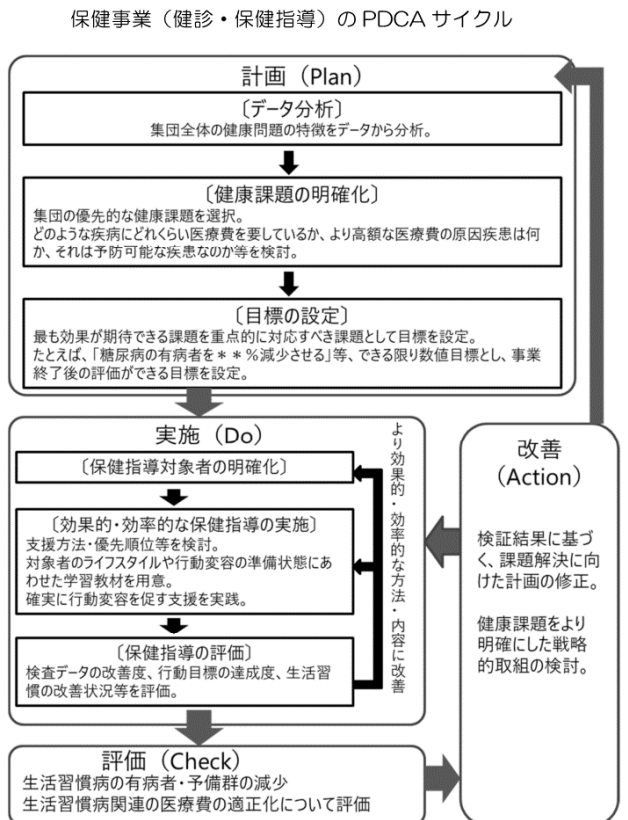 保健事業（健診・保健指導）の PDCA サイクル
計画（Plan）
〔データ分析〕
集団全体の健康問題の特徴をデータから分析。
〔健康課題の明確化〕
集団の優先的な健康課題を選択。
どのような疾病にどれくらい医療費を要しているか、より高額な医療費の原因疾患は何
か、それは予防可能な疾患なのか等を検討。
〔目標の設定〕
最も効果が期待できる課題を重点的に対応すべき課題として目標を設定。
たとえば、「糖尿病の有病者を＊＊％減少させる」等、できる限り数値目標とし、事業
終了後の評価ができる目標を設定。
実施（Do）
〔保健指導対象者の明確化〕
〔効果的・効率的な保健指導の実施〕
支援方法・優先順位等を検討。
対象者のライフスタイルや行動変容の準備状態にあ
わせた学習教材を用意。
確実に行動変容を促す支援を実践。
〔保健指導の評価〕
検査データの改善度、行動目標の達成度、生活習
慣の改善状況等を評価。
より効果的・効率的な方法・内容に改善
評価（Check）
生活習慣病の有病者・予備群の減少
生活習慣病関連の医療費の適正化について評価
改善
（Action）
検証結果に基づ
く、課題解決に向
けた計画の修正。
健康課題をより
明確にした戦略
的取組の検討。